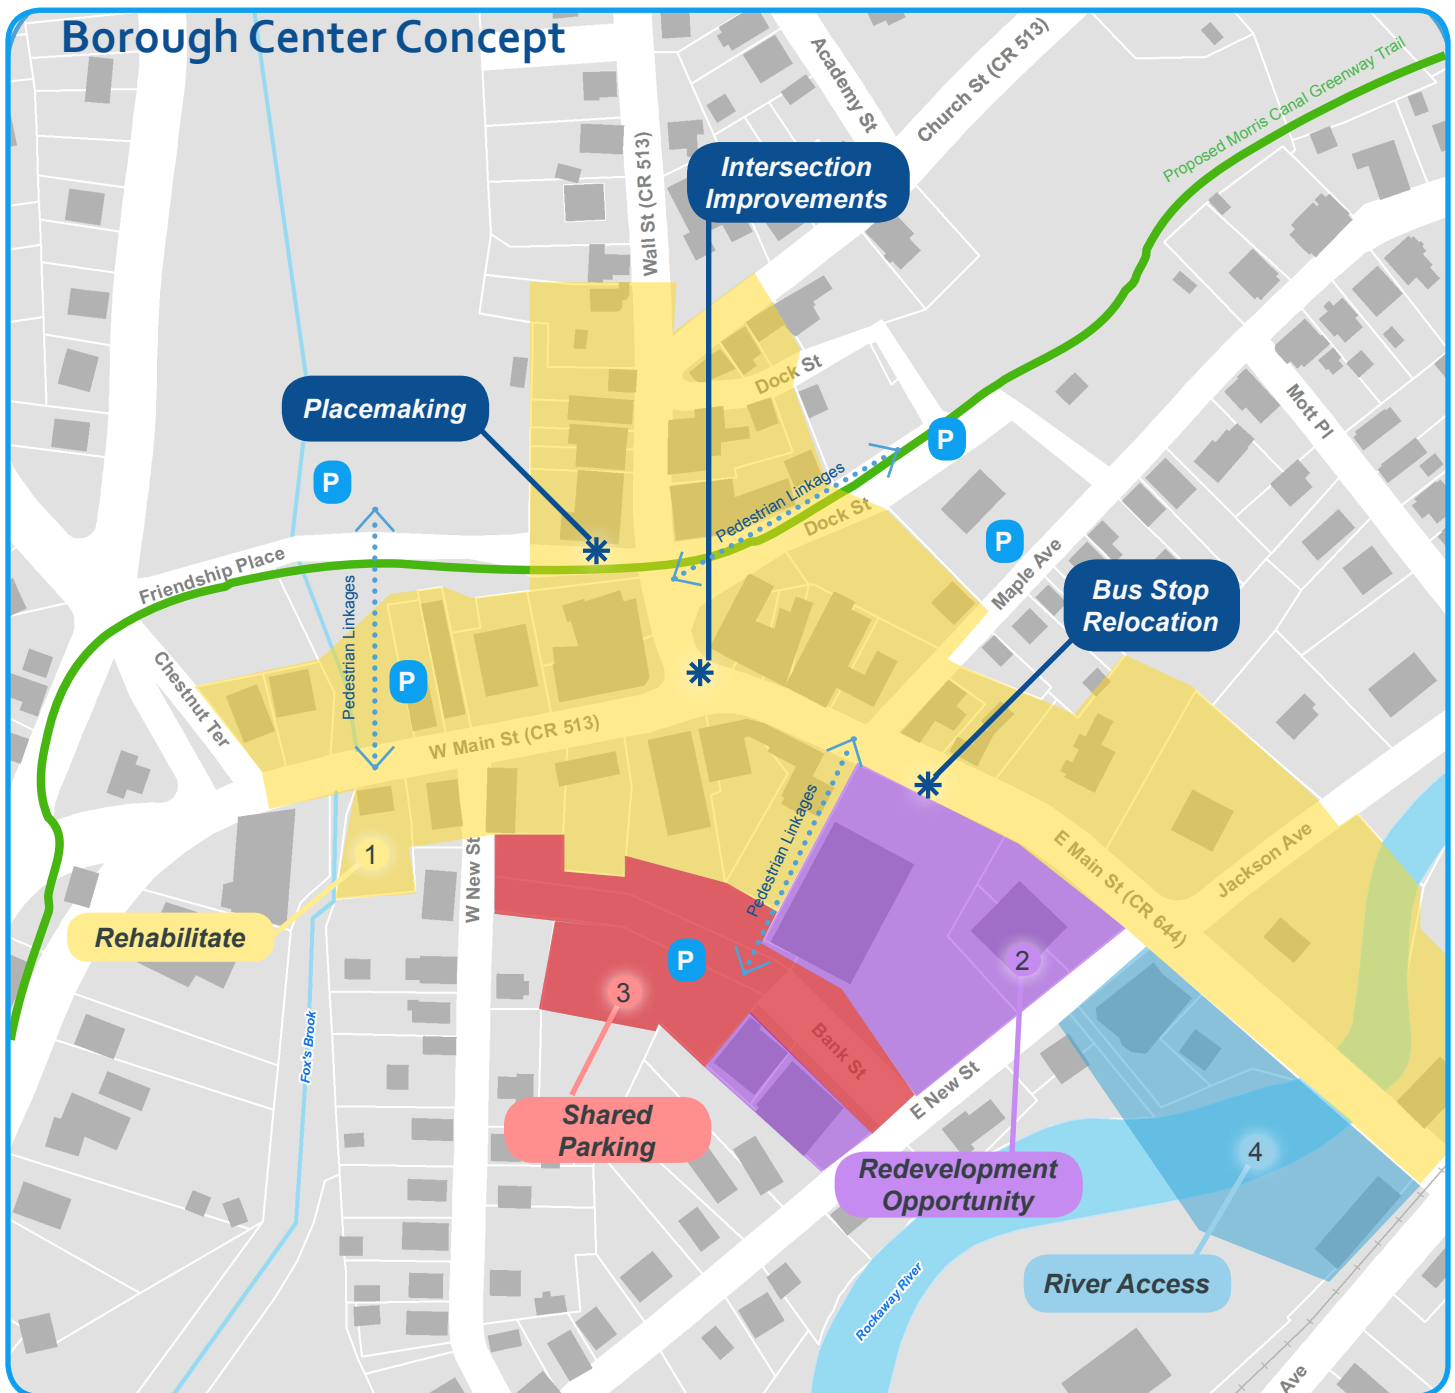 Borough Center Concept
Academy St
Church St (CR 513)
Proposed Morris Canal Greenway Trail
Wall St (CR 513)
Intersection
Improvements
Dock St
Placemaking
Mott Pl
P
P
Pedestrian Linkages
Dock St
P
Maple Ave
Friendship Place
Bus Stop
Relocation
Pedestrian Linkages
Chestnut Ter
P
W Main St (CR 513)
Pedestrian Linkages
1
E Main St (CR 644)
Jackson Ave
W New St
Rehabilitate
P
2
3
Fox's Brook
Bank St
E New St
Shared
Parking
4
Redevelopment
Opportunity
River Access
Rockaway River
Ave